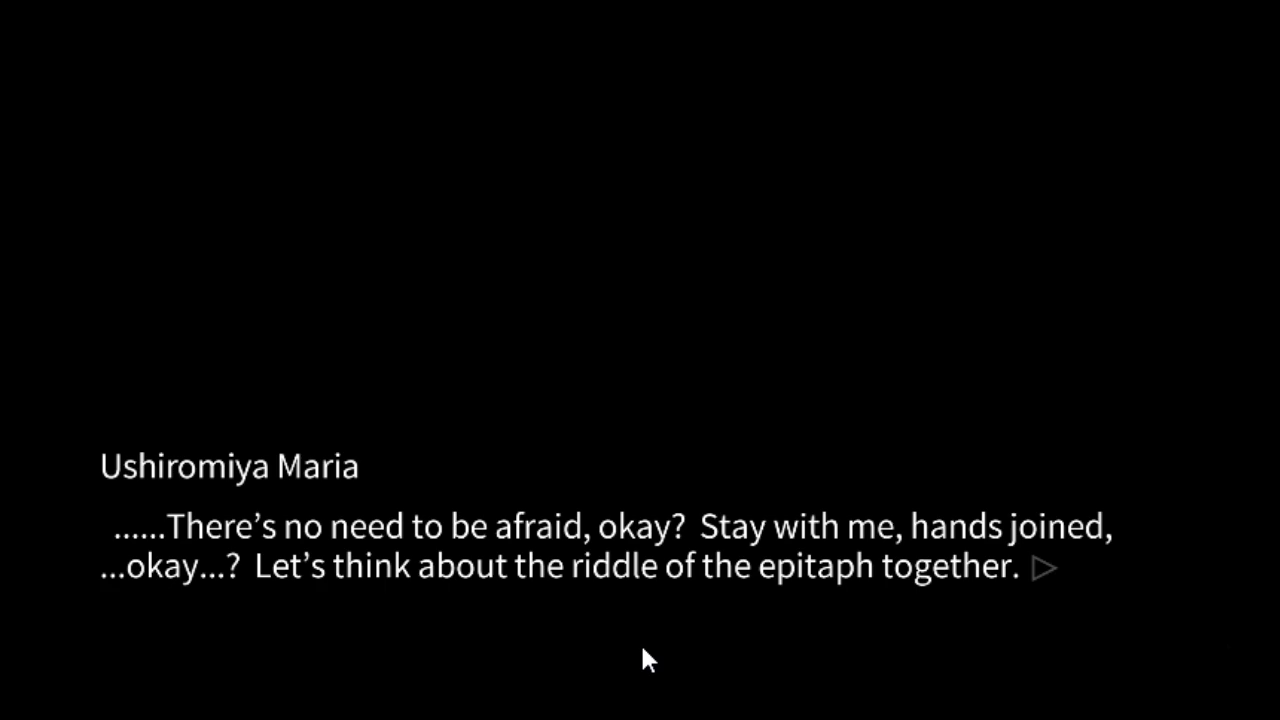 Ushiromiya Maria
......There’s no need to be afraid, okay?  Stay with me, hands joined,
...okay...?  Let’s think about the riddle of the epitaph together.